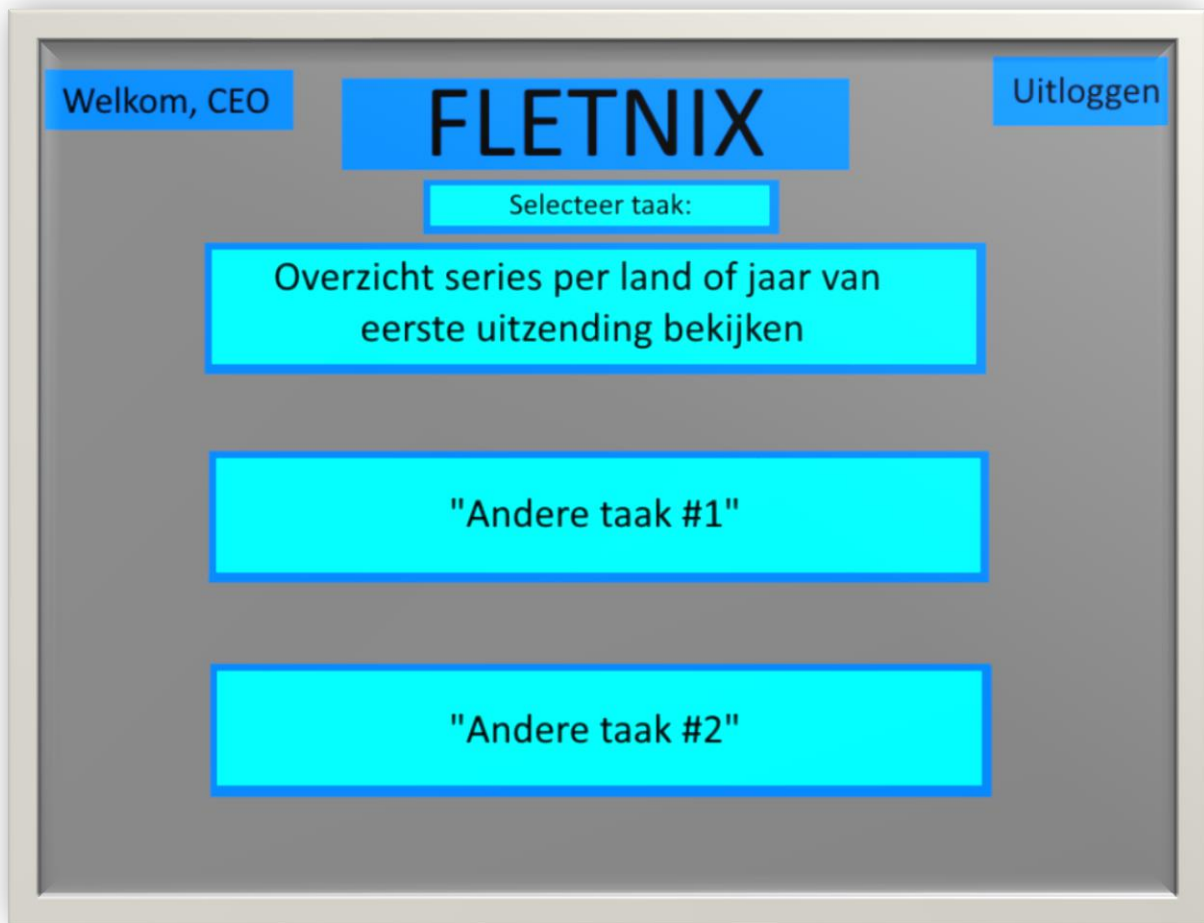 Welkom, CEO
FLETNIX
Uitloggen
Selecteer taak:
Overzicht series per land of jaar van
eerste uitzending bekijken
"Andere taak #1"
"Andere taak #2"